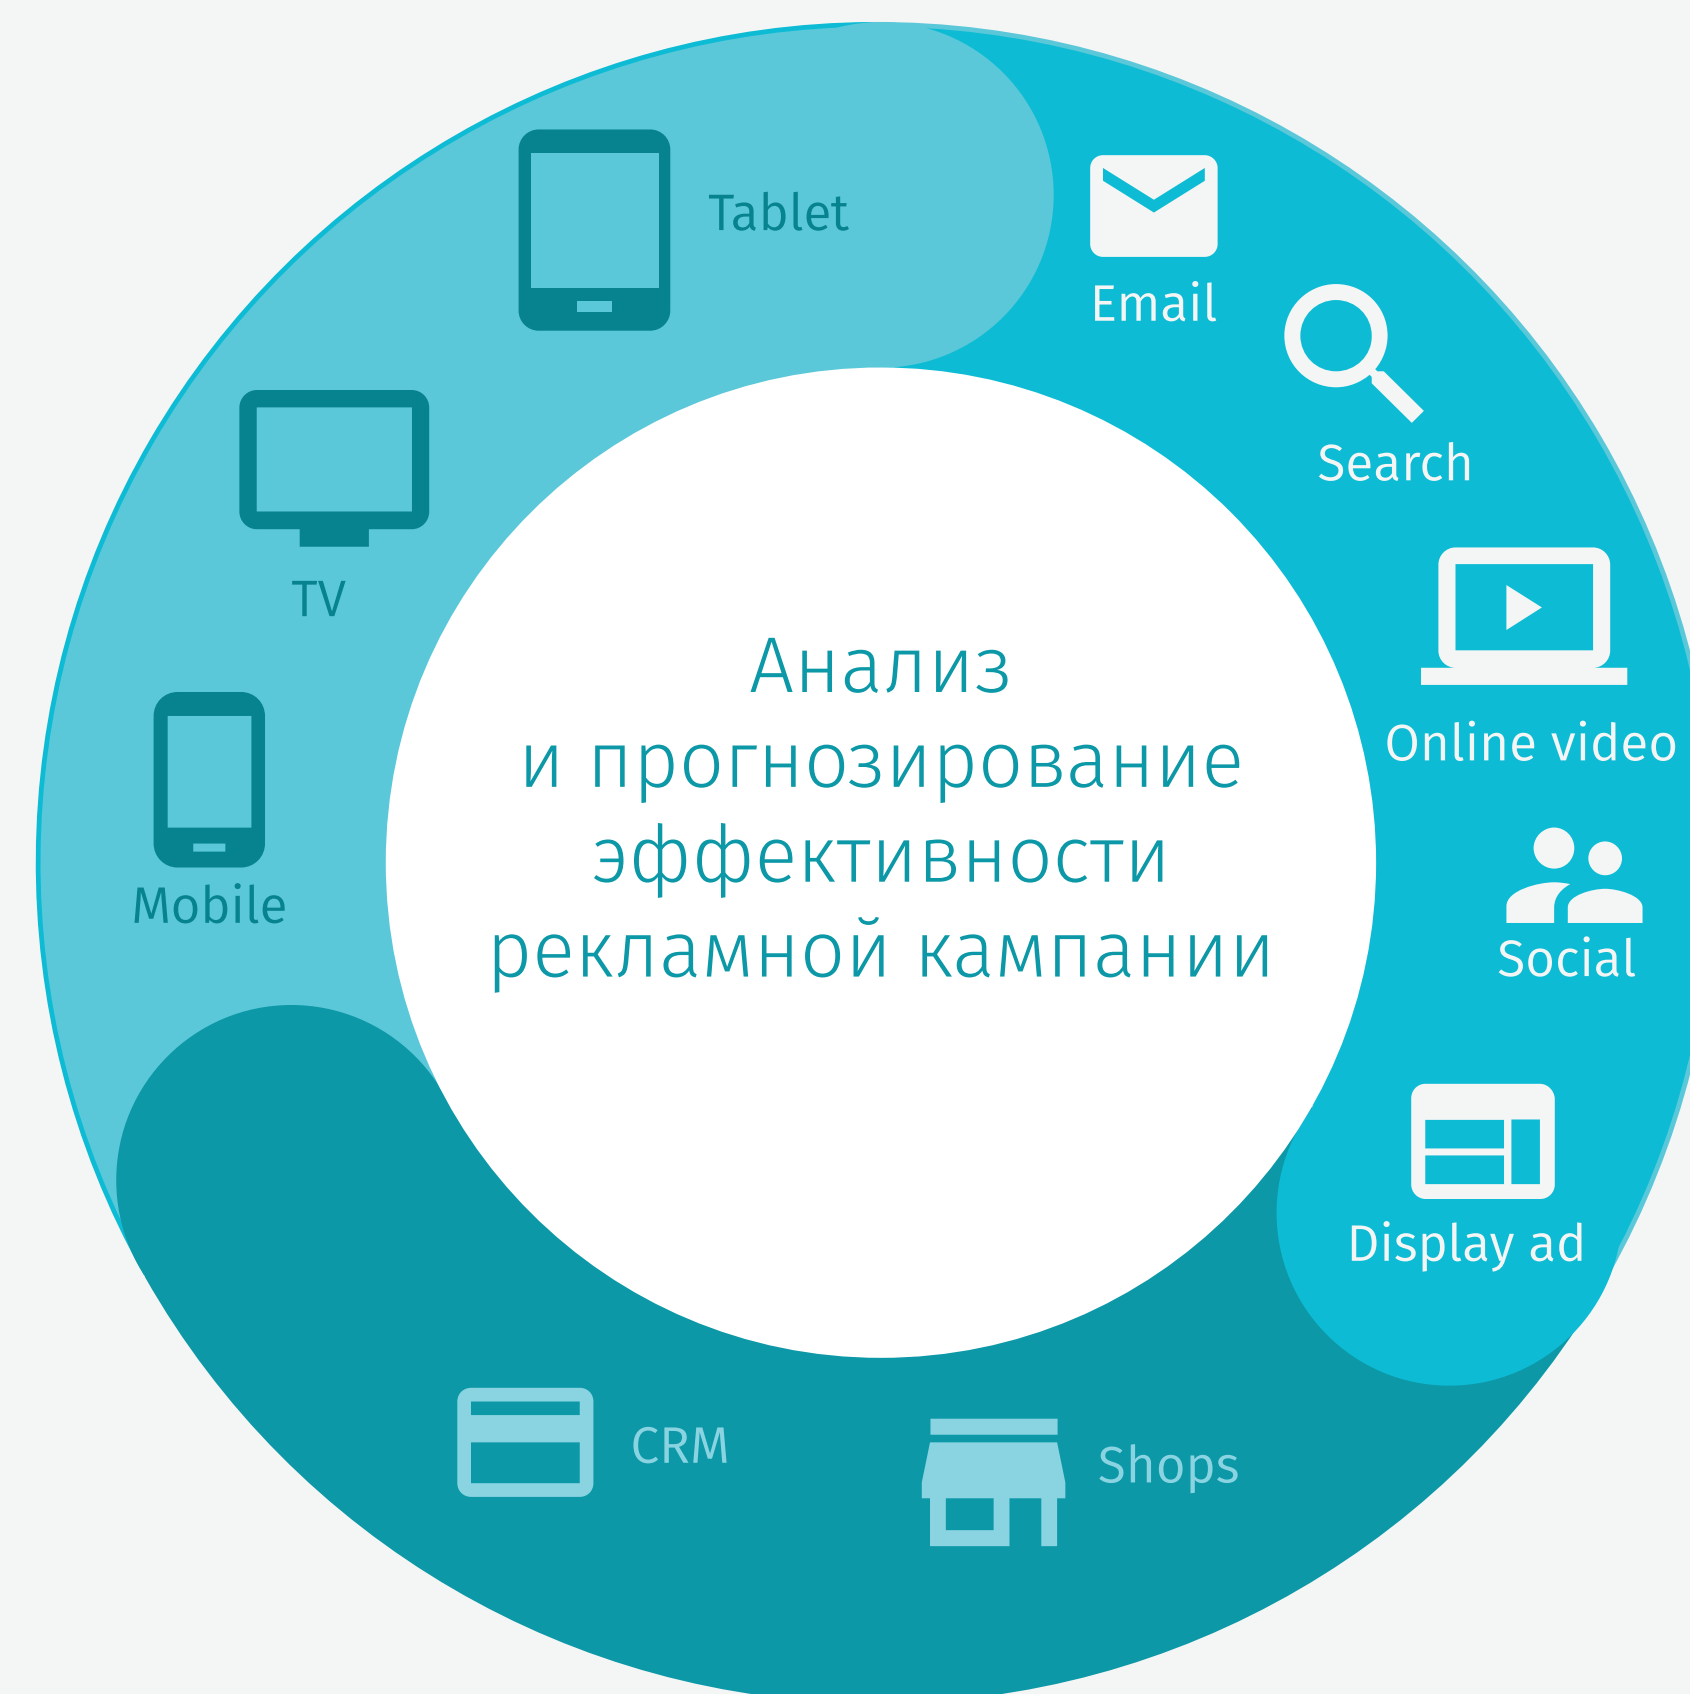 Tablet
Email
Search
TV
Анализ
и прогнозирование
эффективности
рекламной кампании
Online video
Mobile
Social
Display ad
CRM
Shops